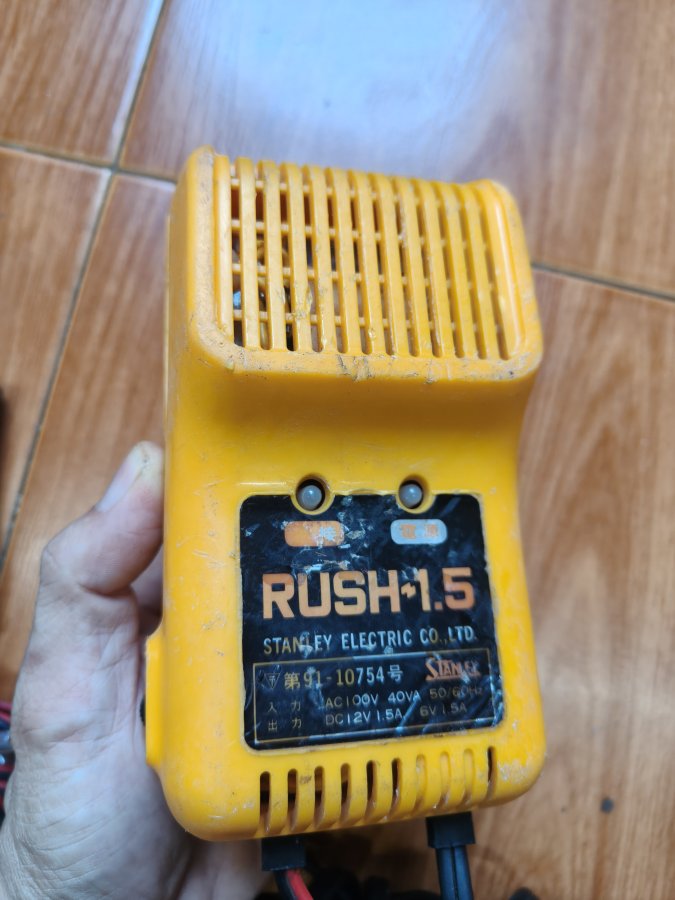 電源
RUSH 1.5
STANLEY ELECTRIC CO.,LTD.
第91-10754号 STANLEY
入力 AC100V 40VA 50/60Hz
出力 DC12V 1.5A 6V 1.5A